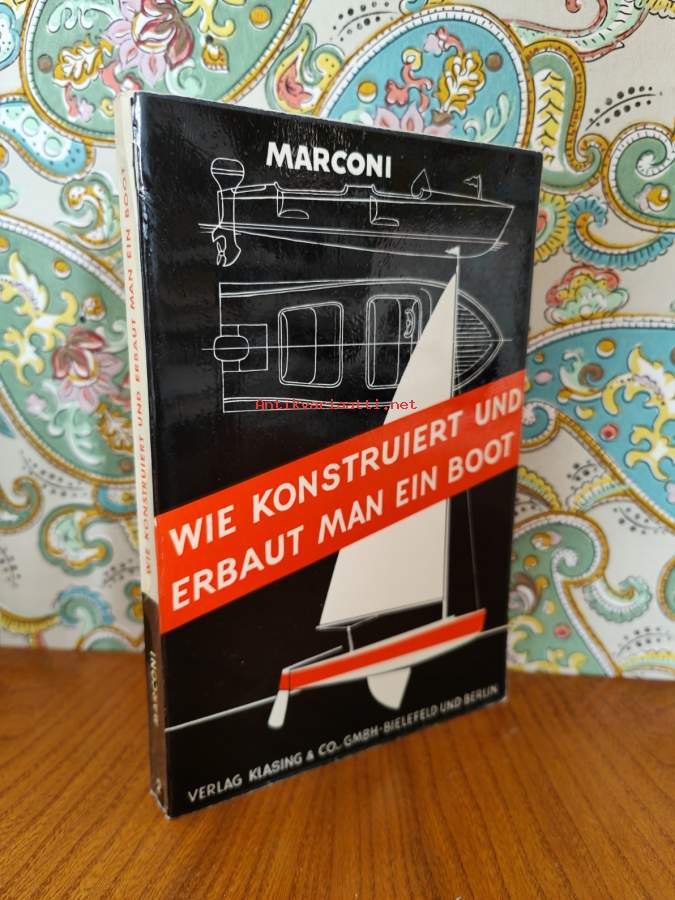 MARCONI
Antikvariaatti.net
WIE KONSTRUIERT UND
ERBAUT MAN EIN BOOT
VERLAG KLASING & CO. GMBH · BIELEFELD UND BERLIN
WIE KONSTRUIERT UND ERBAUT MAN EIN BOOT
MARCONI